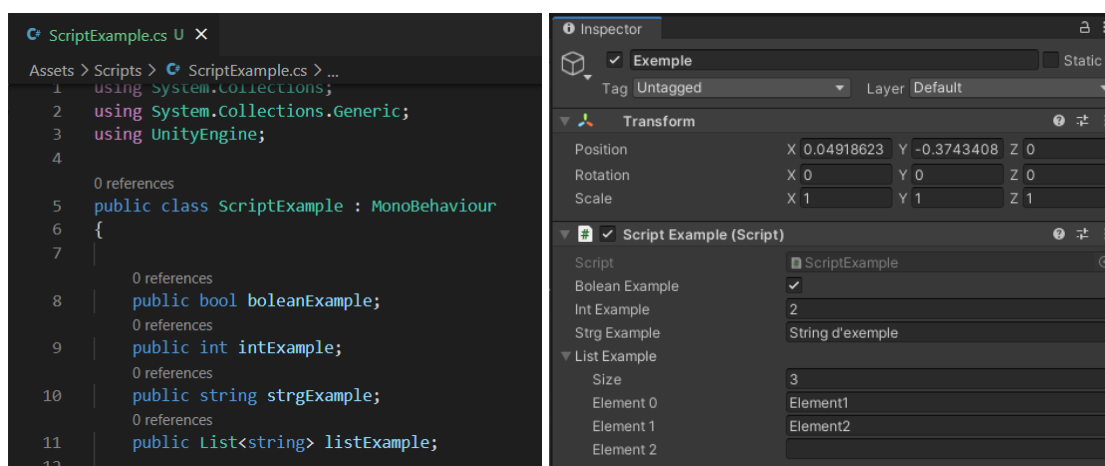 ScriptExample.cs U
Assets > Scripts > ScriptExample.cs > ...
1 using System.Collections;
2 using System.Collections.Generic;
3 using UnityEngine;
4
0 references
5 public class ScriptExample : MonoBehaviour
6 {
7
0 references
8 public bool boleanExample;
0 references
9 public int intExample;
0 references
10 public string strgExample;
0 references
11 public List<string> listExample;
12
Inspector
Exemple Static
Tag Untagged Layer Default
Transform
Position X 0.04918623 Y -0.3743408 Z 0
Rotation X 0 Y 0 Z 0
Scale X 1 Y 1 Z 1
# Script Example (Script)
Script ScriptExample
Bolean Example
Int Example 2
Strg Example String d'exemple
List Example
Size 3
Element 0 Element1
Element 1 Element2
Element 2